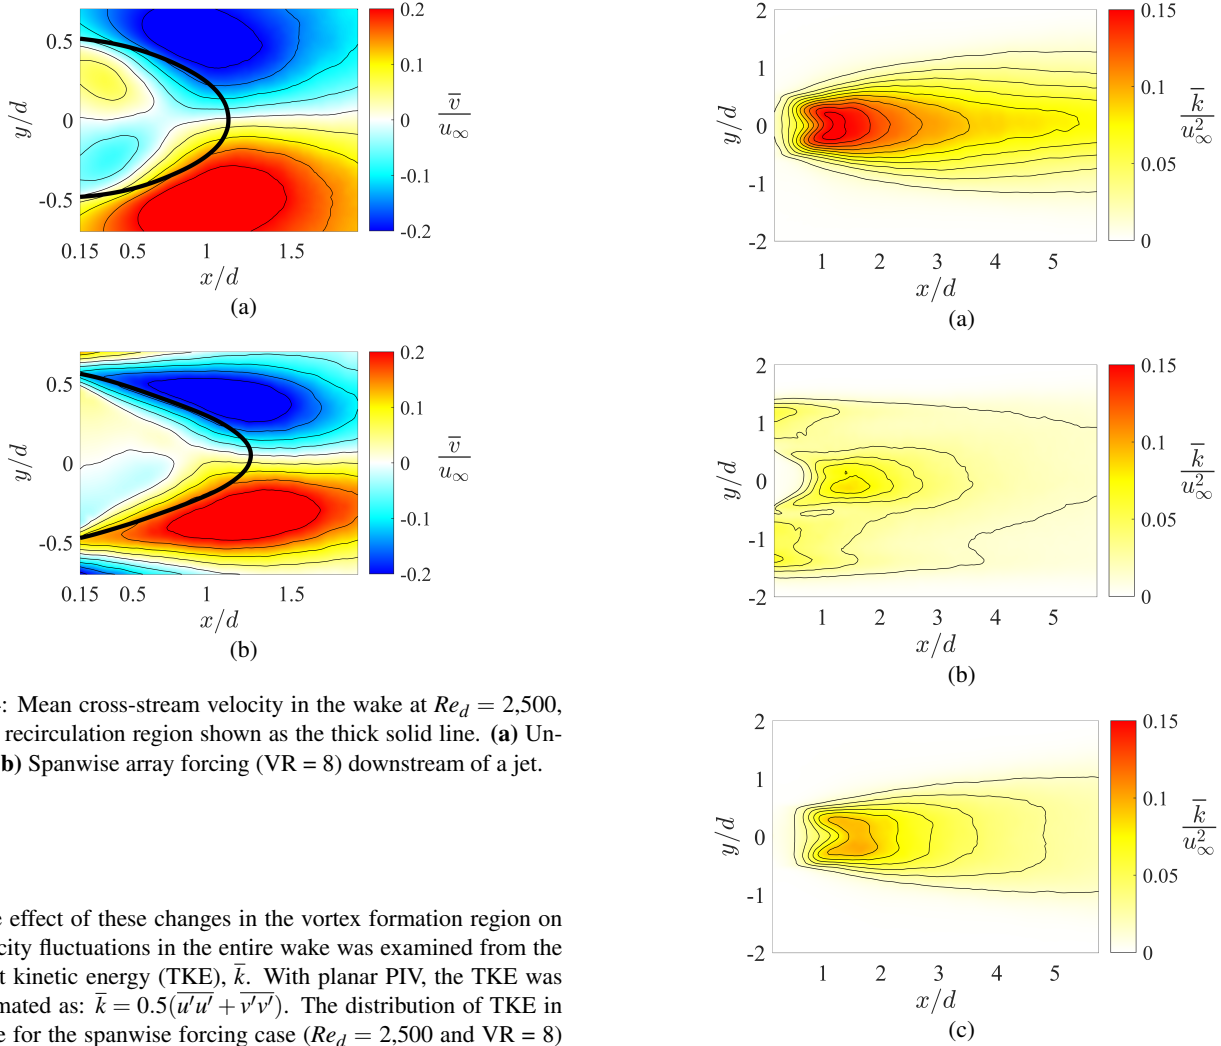 0.5
0
-0.5
y/d
0.15 0.5 1 1.5
x/d
0.2
0.1
0
-0.1
-0.2
v̅
u∞
(a)
0.5
0
-0.5
y/d
0.15 0.5 1 1.5
x/d
0.2
0.1
0
-0.1
-0.2
v̅
u∞
(b)
: Mean cross-stream velocity in the wake at Re_d = 2,500,
recirculation region shown as the thick solid line. (a) Un-
b) Spanwise array forcing (VR = 8) downstream of a jet.
e effect of these changes in the vortex formation region on
city fluctuations in the entire wake was examined from the
t kinetic energy (TKE), k̅. With planar PIV, the TKE was
mated as: k̅ = 0.5(u′u′ + v′v′). The distribution of TKE in
e for the spanwise forcing case (Re_d = 2,500 and VR = 8)
2
1
0
-1
-2
y/d
1 2 3 4 5
x/d
0.15
0.1
0.05
0
k̅
u²∞
(a)
2
1
0
-1
-2
y/d
1 2 3 4 5
x/d
0.15
0.1
0.05
0
k̅
u²∞
(b)
2
1
0
-1
-2
y/d
1 2 3 4 5
x/d
0.15
0.1
0.05
0
k̅
u²∞
(c)